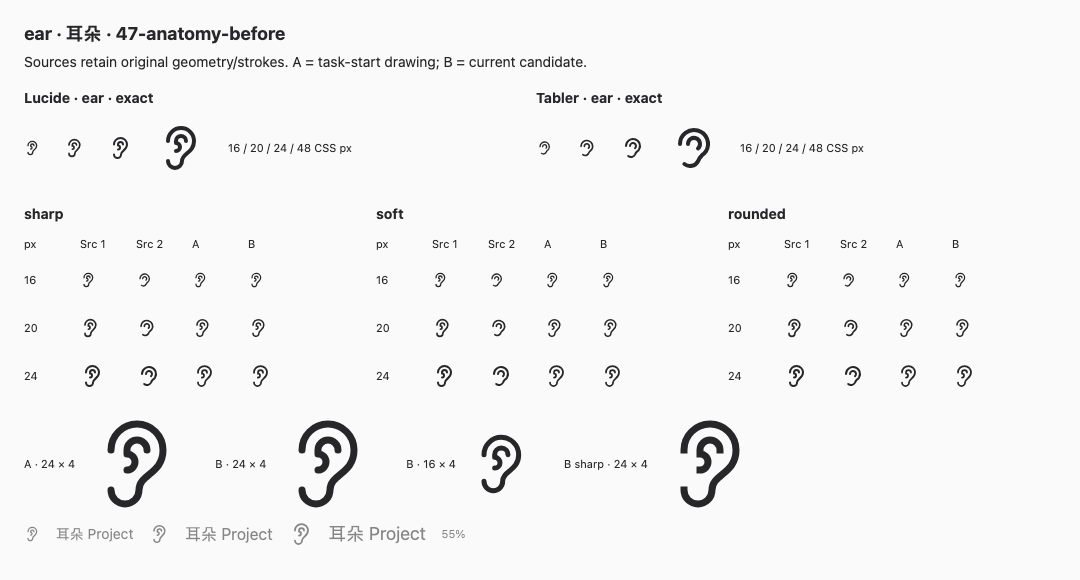 ear · 耳朵 · 47-anatomy-before
Sources retain original geometry/strokes. A = task-start drawing; B = current candidate.
Lucide · ear · exact
16 / 20 / 24 / 48 CSS px
Tabler · ear · exact
16 / 20 / 24 / 48 CSS px
sharp
px Src 1 Src 2 A B
16
20
24
soft
px Src 1 Src 2 A B
16
20
24
rounded
px Src 1 Src 2 A B
16
20
24
A · 24 × 4
B · 24 × 4
B · 16 × 4
B sharp · 24 × 4
耳朵 Project 耳朵 Project 耳朵 Project 55%